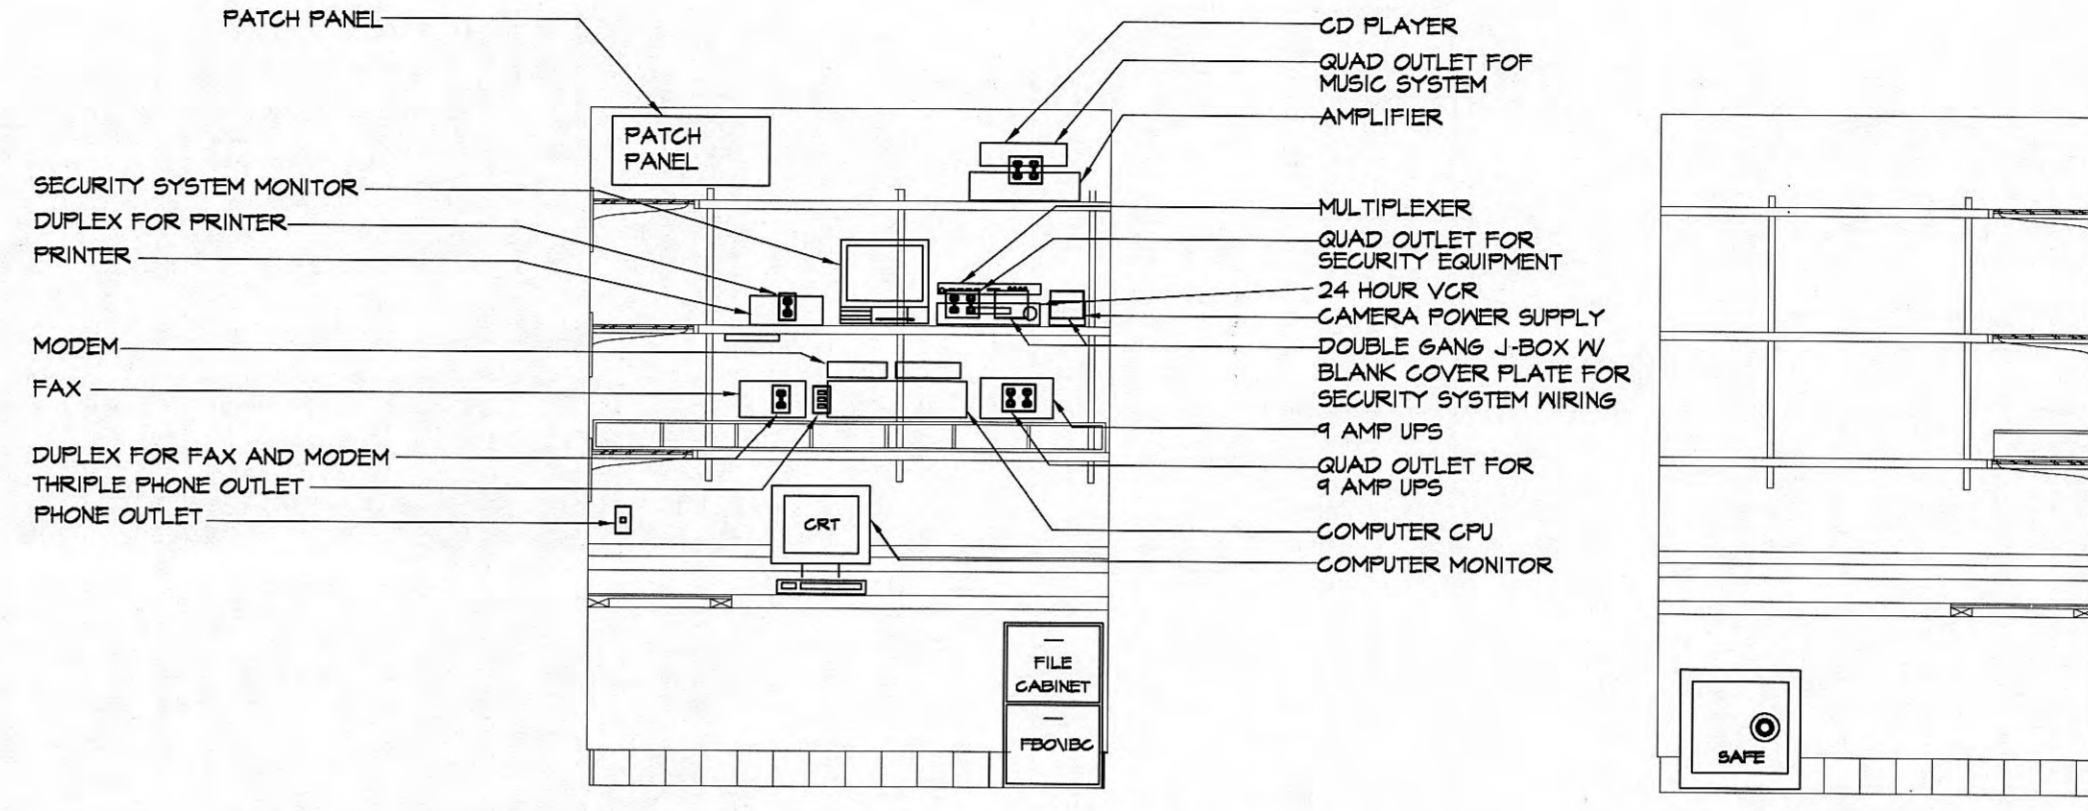 PATCH PANEL
PATCH
PANEL
SECURITY SYSTEM MONITOR
DUPLEX FOR PRINTER
PRINTER
MODEM
FAX
DUPLEX FOR FAX AND MODEM
THRIPLE PHONE OUTLET
PHONE OUTLET
CD PLAYER
QUAD OUTLET FOF
MUSIC SYSTEM
AMPLIFIER
MULTIPLEXER
QUAD OUTLET FOR
SECURITY EQUIPMENT
24 HOUR VCR
CAMERA POWER SUPPLY
DOUBLE GANG J-BOX W/
BLANK COVER PLATE FOR
SECURITY SYSTEM WIRING
9 AMP UPS
QUAD OUTLET FOR
9 AMP UPS
COMPUTER CPU
COMPUTER MONITOR
CRT
FILE
CABINET
FBO\IBC
SAFE